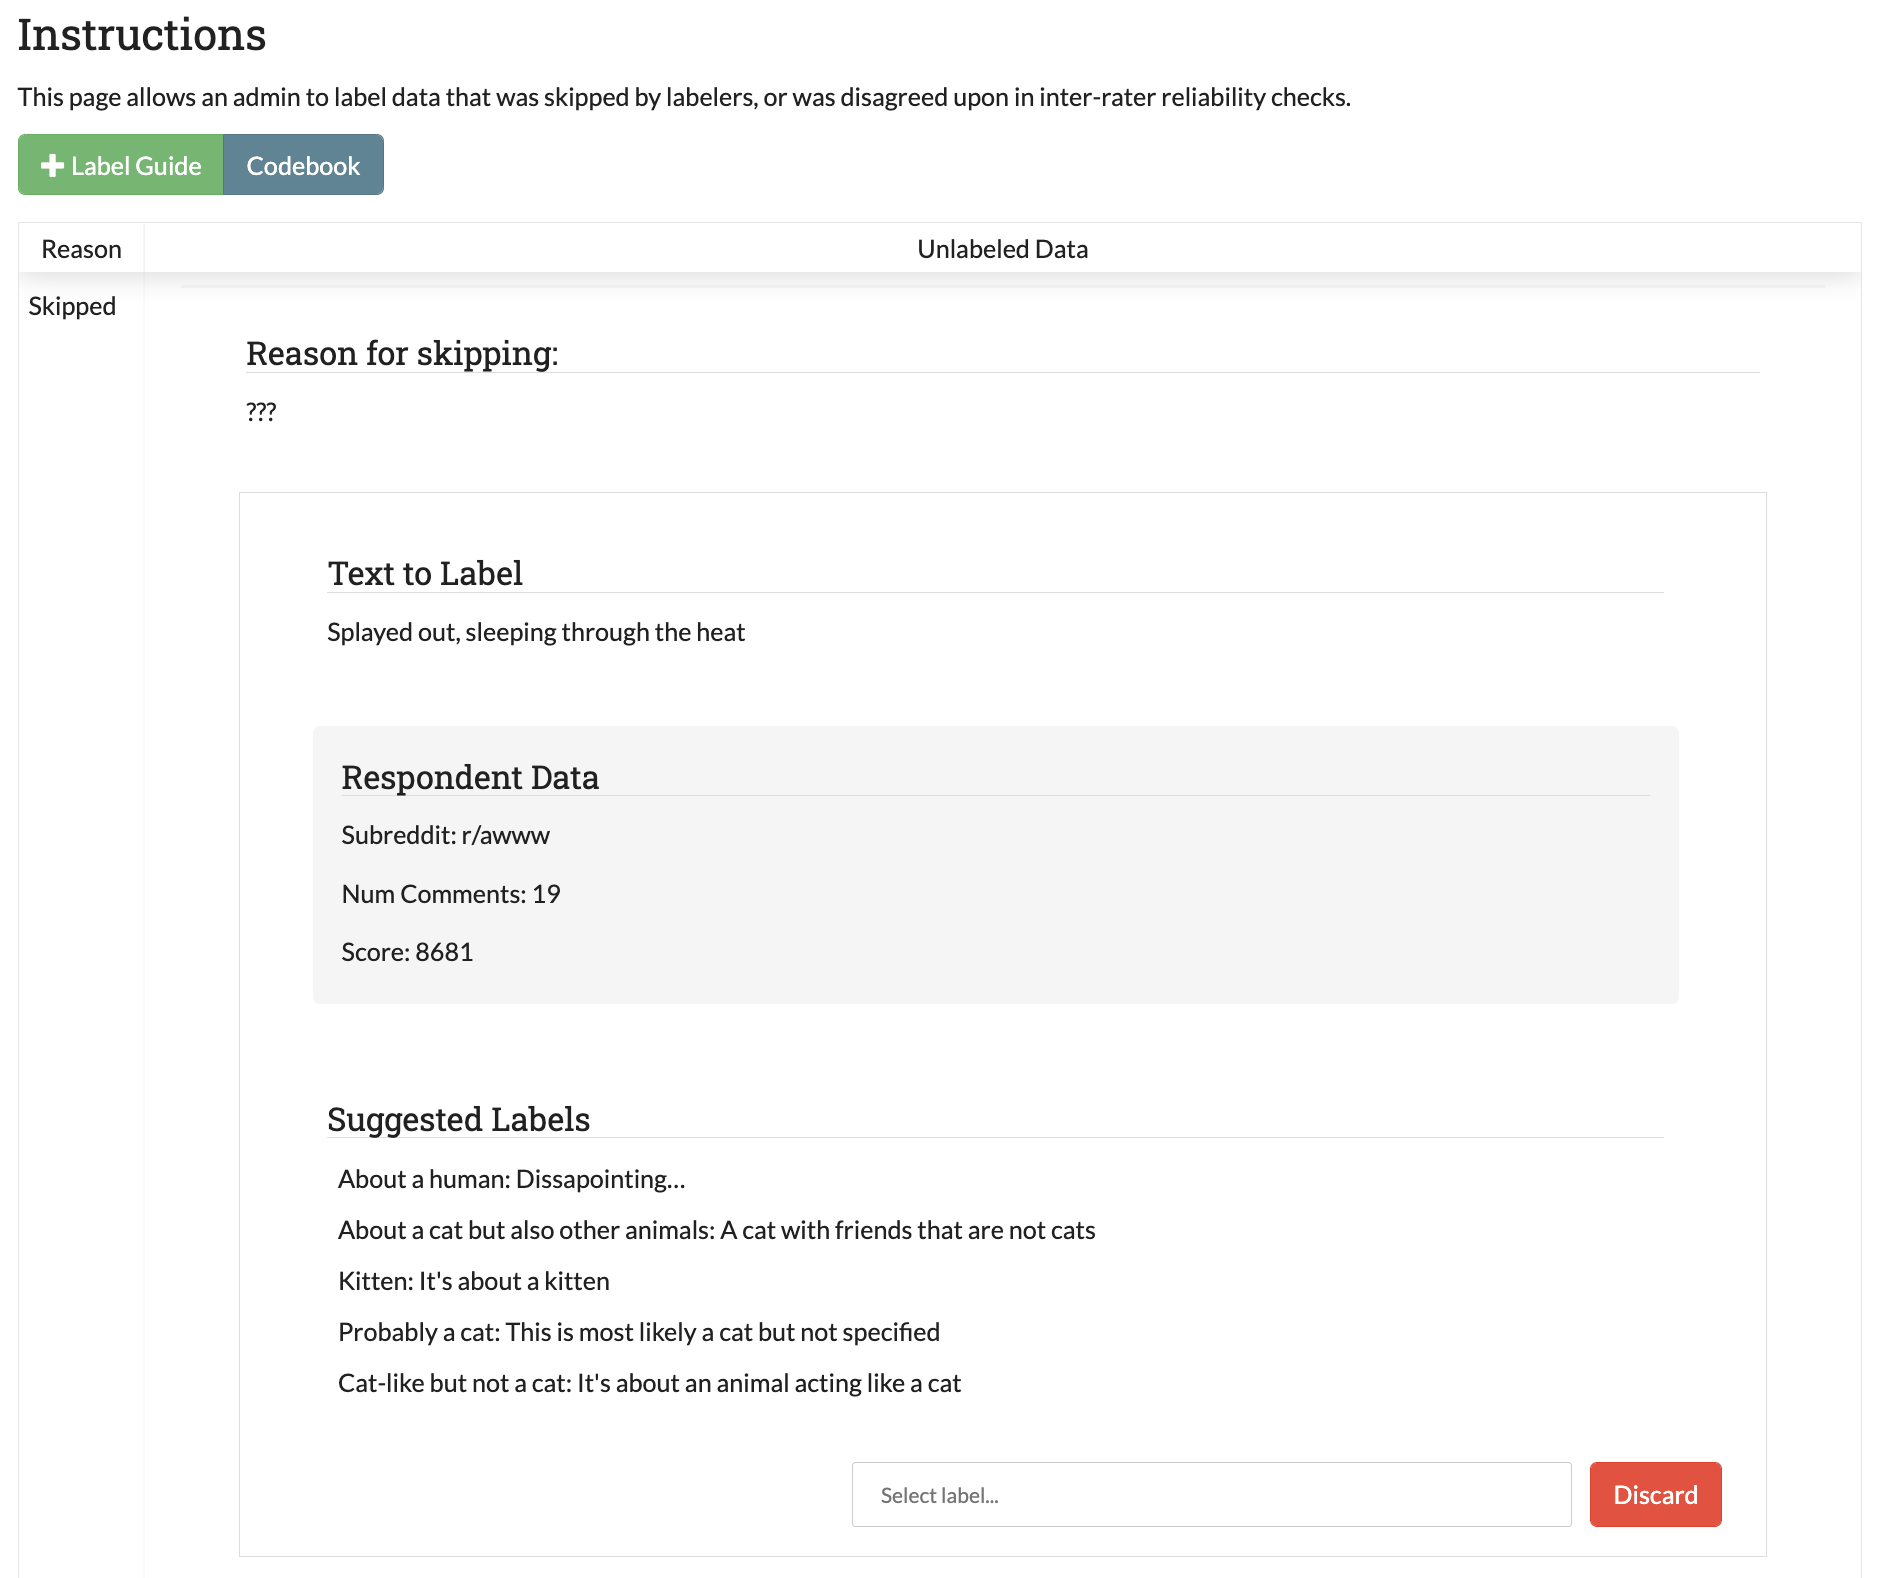 Instructions
This page allows an admin to label data that was skipped by labelers, or was disagreed upon in inter-rater reliability checks.
Label Guide
Codebook
Reason
Unlabeled Data
Skipped
Reason for skipping:
???
Text to Label
Splayed out, sleeping through the heat
Respondent Data
Subreddit: r/awww
Num Comments: 19
Score: 8681
Suggested Labels
About a human: Dissapointing...
About a cat but also other animals: A cat with friends that are not cats
Kitten: It's about a kitten
Probably a cat: This is most likely a cat but not specified
Cat-like but not a cat: It's about an animal acting like a cat
Select label...
Discard